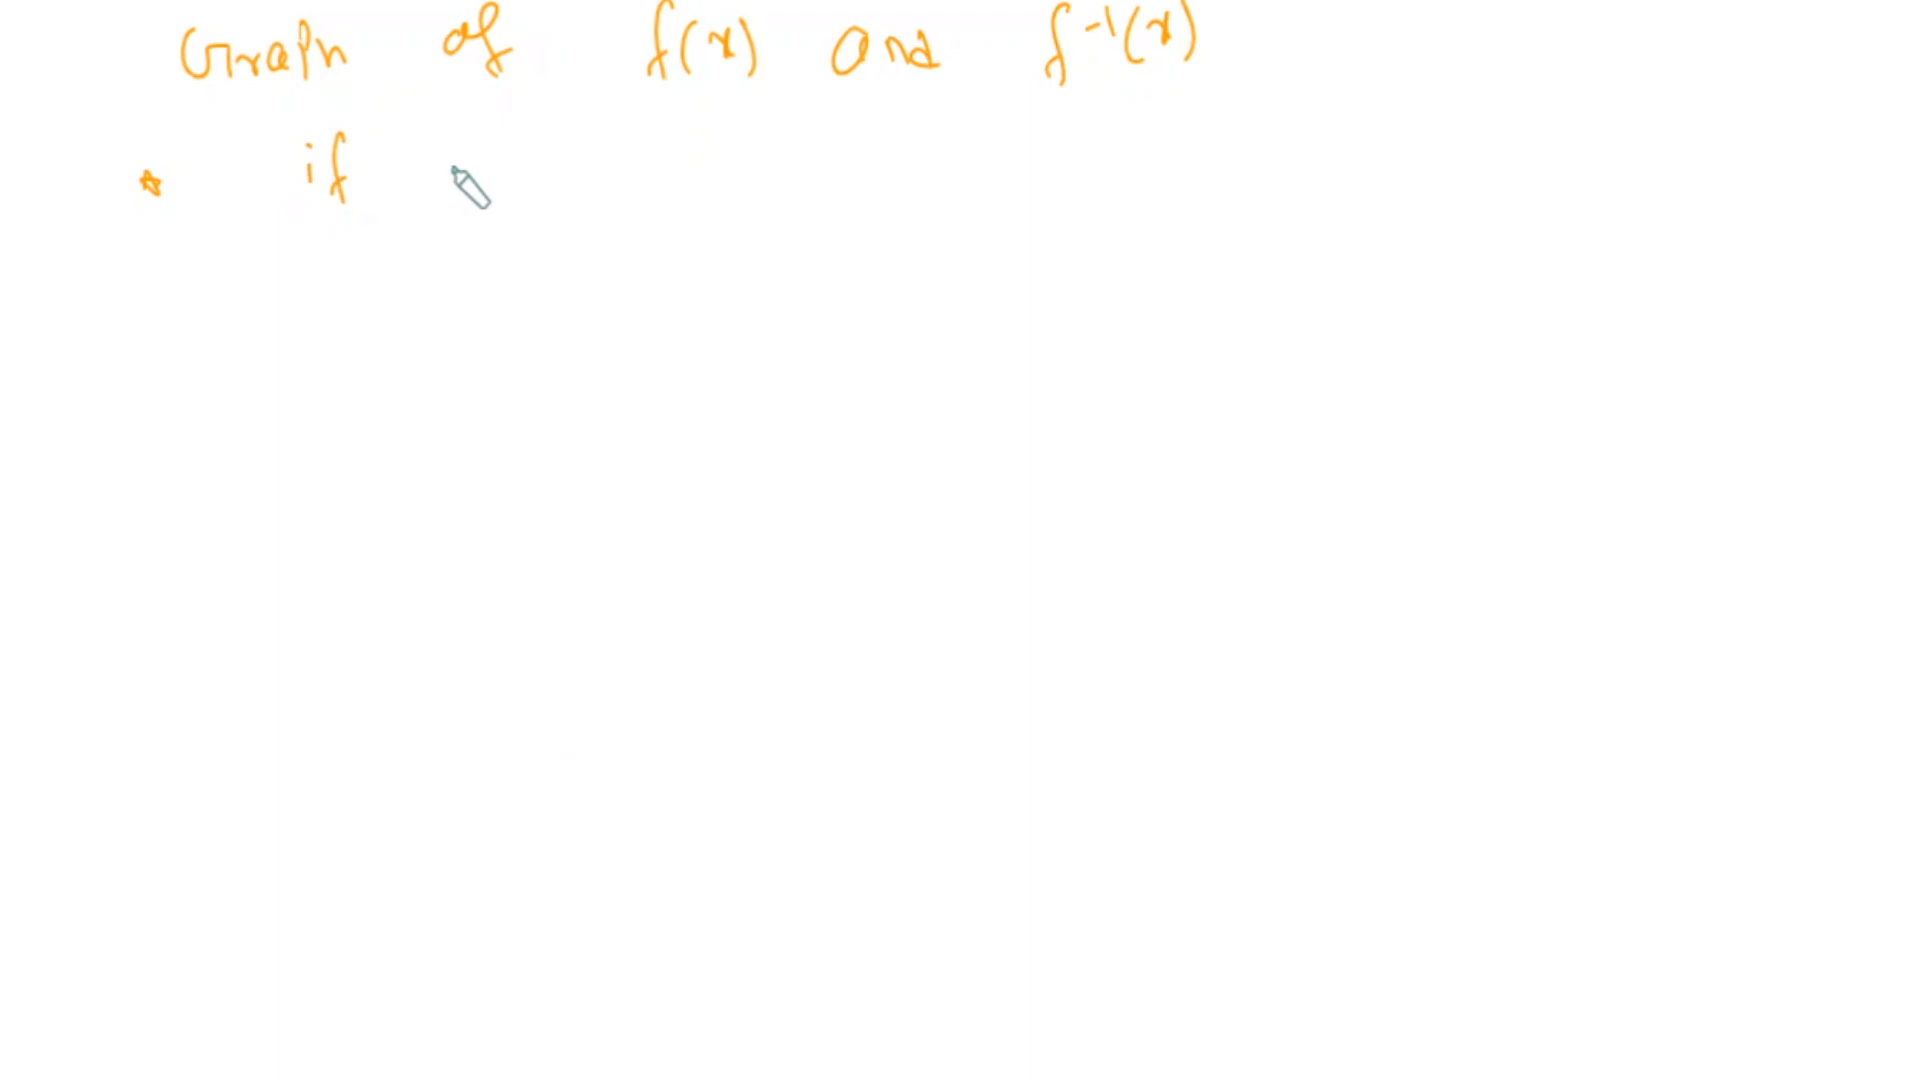 Graph of f(x) and f⁻¹(x)
* if